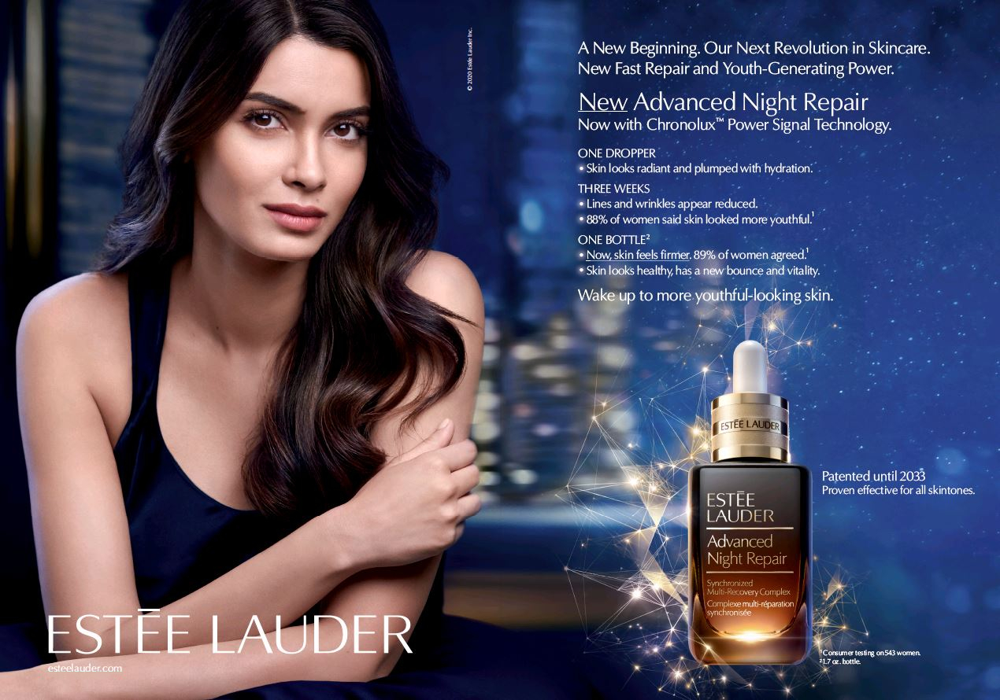 © 2020 Estée Lauder Inc.
A New Beginning. Our Next Revolution in Skincare.
New Fast Repair and Youth-Generating Power.
New Advanced Night Repair
Now with Chronolux™ Power Signal Technology.
ONE DROPPER
• Skin looks radiant and plumped with hydration.
THREE WEEKS
• Lines and wrinkles appear reduced.
• 88% of women said skin looked more youthful.¹
ONE BOTTLE²
• Now, skin feels firmer. 89% of women agreed.¹
• Skin looks healthy, has a new bounce and vitality.
Wake up to more youthful-looking skin.
ESTĒE LAUDER
ESTĒE
LAUDER
Advanced
Night Repair
Synchronized
Multi-Recovery Complex
Complexe multi-réparation
synchronisée
Patented until 2033
Proven effective for all skintones.
¹Consumer testing on 543 women.
²1.7 oz. bottle.
ESTĒE LAUDER
esteelauder.com